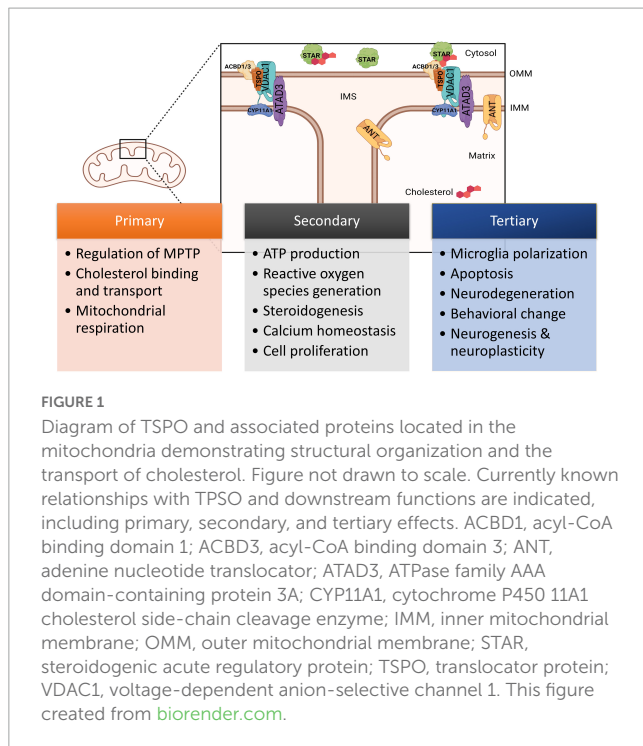 STAR
STAR
STAR
Cytosol
ACBD1/3
TSPO
VDAC1
ATAD3
ACBD1/3
TSPO
VDAC1
ATAD3
OMM
IMS
CYP11A1
CYP11A1
ANT
IMM
ANT
Matrix
Cholesterol
Primary
• Regulation of MPTP
• Cholesterol binding
and transport
• Mitochondrial
respiration
Secondary
• ATP production
• Reactive oxygen
species generation
• Steroidogenesis
• Calcium homeostasis
• Cell proliferation
Tertiary
• Microglia polarization
• Apoptosis
• Neurodegeneration
• Behavioral change
• Neurogenesis &
neuroplasticity
FIGURE 1
Diagram of TSPO and associated proteins located in the
mitochondria demonstrating structural organization and the
transport of cholesterol. Figure not drawn to scale. Currently known
relationships with TPSO and downstream functions are indicated,
including primary, secondary, and tertiary effects. ACBD1, acyl-CoA
binding domain 1; ACBD3, acyl-CoA binding domain 3; ANT,
adenine nucleotide translocator; ATAD3, ATPase family AAA
domain-containing protein 3A; CYP11A1, cytochrome P450 11A1
cholesterol side-chain cleavage enzyme; IMM, inner mitochondrial
membrane; OMM, outer mitochondrial membrane; STAR,
steroidogenic acute regulatory protein; TSPO, translocator protein;
VDAC1, voltage-dependent anion-selective channel 1. This figure
created from biorender.com.